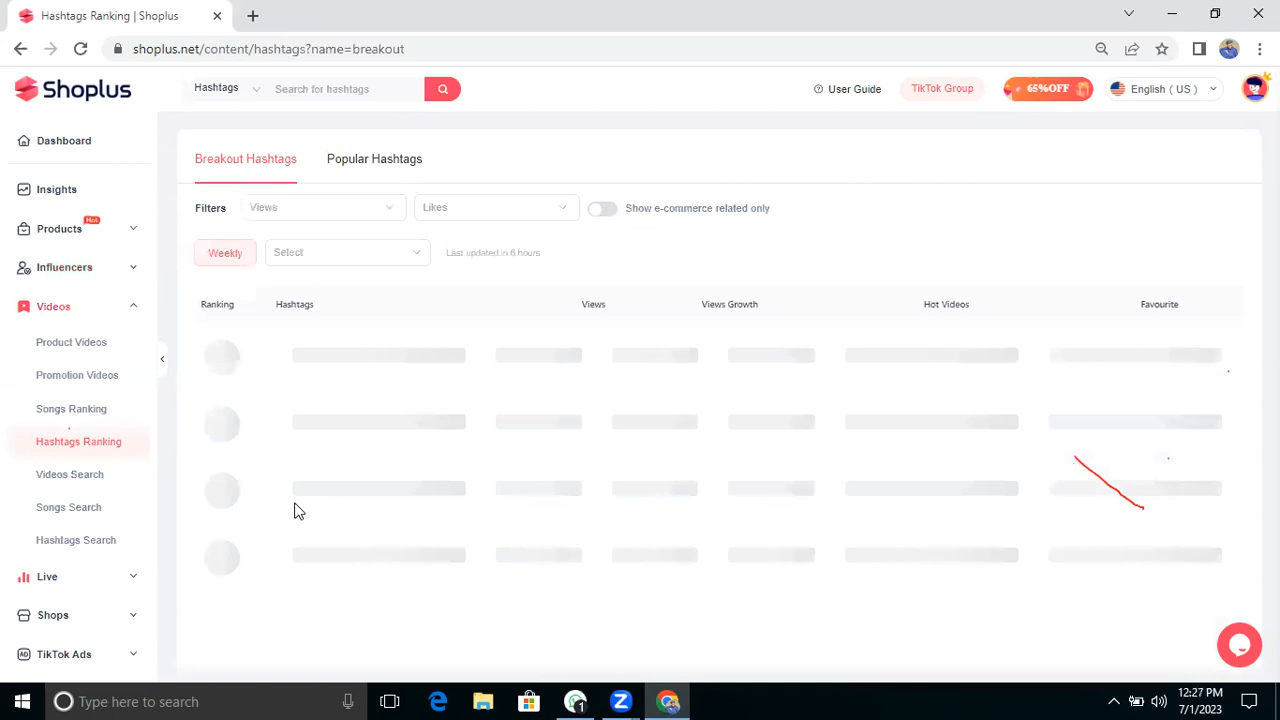 Hashtags Ranking | Shoplus
shoplus.net/content/hashtags?name=breakout
Shoplus
Hashtags
Search for hashtags
User Guide
TikTok Group
65%OFF
English ( US )
Dashboard
Insights
Products
Hot
Influencers
Videos
Product Videos
Promotion Videos
Songs Ranking
Hashtags Ranking
Videos Search
Songs Search
Hashtags Search
Live
Shops
TikTok Ads
Breakout Hashtags
Popular Hashtags
Filters
Views
Likes
Show e-commerce related only
Weekly
Select
Last updated in 6 hours
Ranking
Hashtags
Views
Views Growth
Hot Videos
Favourite
Type here to search
1
12:27 PM
7/1/2023